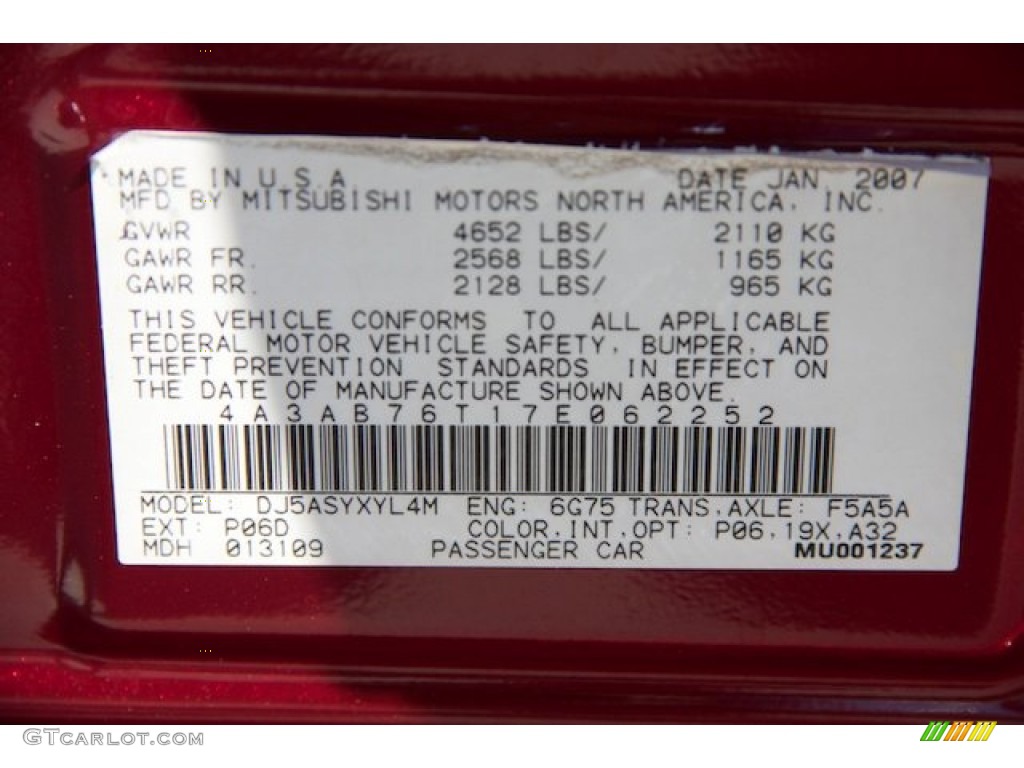 MADE IN U.S.A DATE JAN, 2007
MFD BY MITSUBISHI MOTORS NORTH AMERICA, INC.
GVWR 4652 LBS/ 2110 KG
GAWR FR. 2568 LBS/ 1165 KG
GAWR RR. 2128 LBS/ 965 KG
THIS VEHICLE CONFORMS TO ALL APPLICABLE
FEDERAL MOTOR VEHICLE SAFETY, BUMPER, AND
THEFT PREVENTION STANDARDS IN EFFECT ON
THE DATE OF MANUFACTURE SHOWN ABOVE.
4A3AB76T17E062252
MODEL: DJ5ASYXYL4M ENG: 6G75 TRANS.AXLE: F5A5A
EXT: P06D COLOR.INT.OPT: P06.19X.A32
MDH 013109 PASSENGER CAR MU001237
GTCARLOT.COM